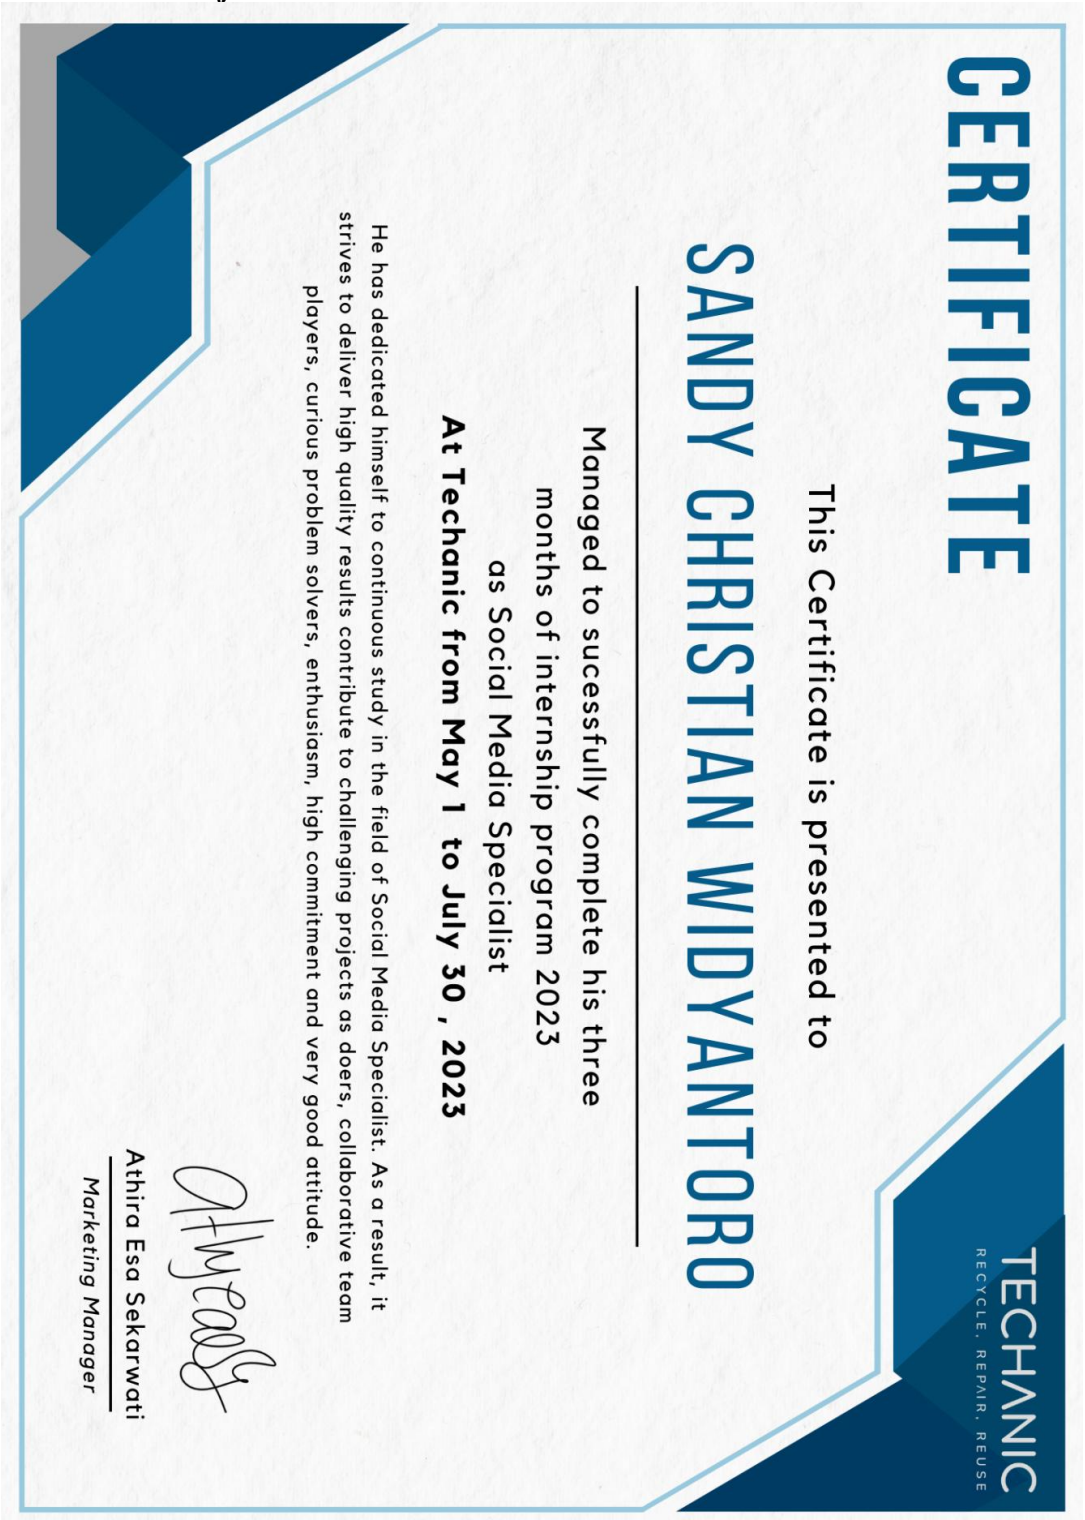 CERTIFICATE
TECHANIC
RECYCLE, REPAIR, REUSE
This Certificate is presented to
SANDY CHRISTIAN WIDYANTORO
Managed to sucessfully complete his three
months of internship program 2023
as Social Media Specialist
At Techanic from May 1 to July 30 , 2023
He has dedicated himself to continuous study in the field of Social Media Specialist. As a result, it
strives to deliver high quality results contribute to challenging projects as doers, collaborative team
players, curious problem solvers, enthusiasm, high commitment and very good attitude.
Athira Esa Sekarwati
Marketing Manager